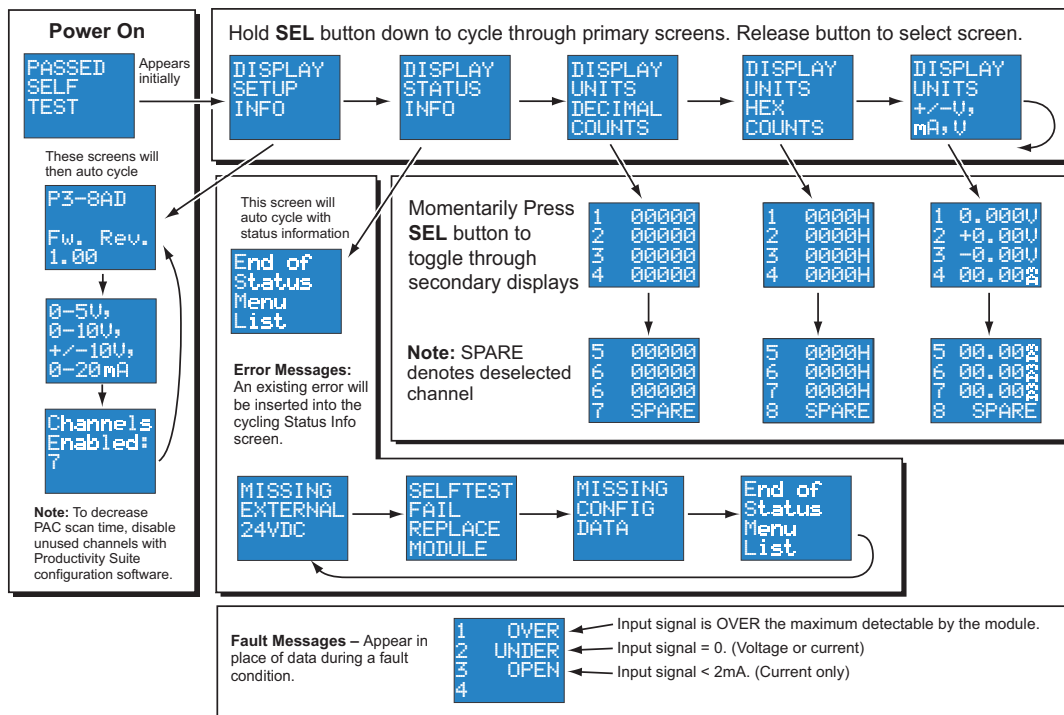 Power On
PASSED
SELF
TEST
Appears
initially
These screens will
then auto cycle
P3-8AD
Fw. Rev.
1.00
0-5V,
0-10V,
+/-10V,
0-20mA
Channels
Enabled:
7
Note: To decrease
PAC scan time, disable
unused channels with
Productivity Suite
configuration software.
Hold SEL button down to cycle through primary screens. Release button to select screen.
DISPLAY
SETUP
INFO
DISPLAY
STATUS
INFO
DISPLAY
UNITS
DECIMAL
COUNTS
DISPLAY
UNITS
HEX
COUNTS
DISPLAY
UNITS
+/-V,
mA,V
This screen will
auto cycle with
status information
End of
Status
Menu
List
Error Messages:
An existing error will
be inserted into the
cycling Status Info
screen.
Momentarily Press
SEL button to
toggle through
secondary displays
Note: SPARE
denotes deselected
channel
1 00000
2 00000
3 00000
4 00000
1 0000H
2 0000H
3 0000H
4 0000H
1 0.000V
2 +0.00V
3 -0.00V
4 00.00mA
5 00000
6 00000
6 00000
7 SPARE
5 0000H
6 0000H
7 0000H
8 SPARE
5 00.00mA
6 00.00mA
7 00.00mA
8 SPARE
MISSING
EXTERNAL
24VDC
SELFTEST
FAIL
REPLACE
MODULE
MISSING
CONFIG
DATA
End of
Status
Menu
List
Fault Messages – Appear in
place of data during a fault
condition.
1 OVER
2 UNDER
3 OPEN
4
Input signal is OVER the maximum detectable by the module.
Input signal = 0. (Voltage or current)
Input signal < 2mA. (Current only)